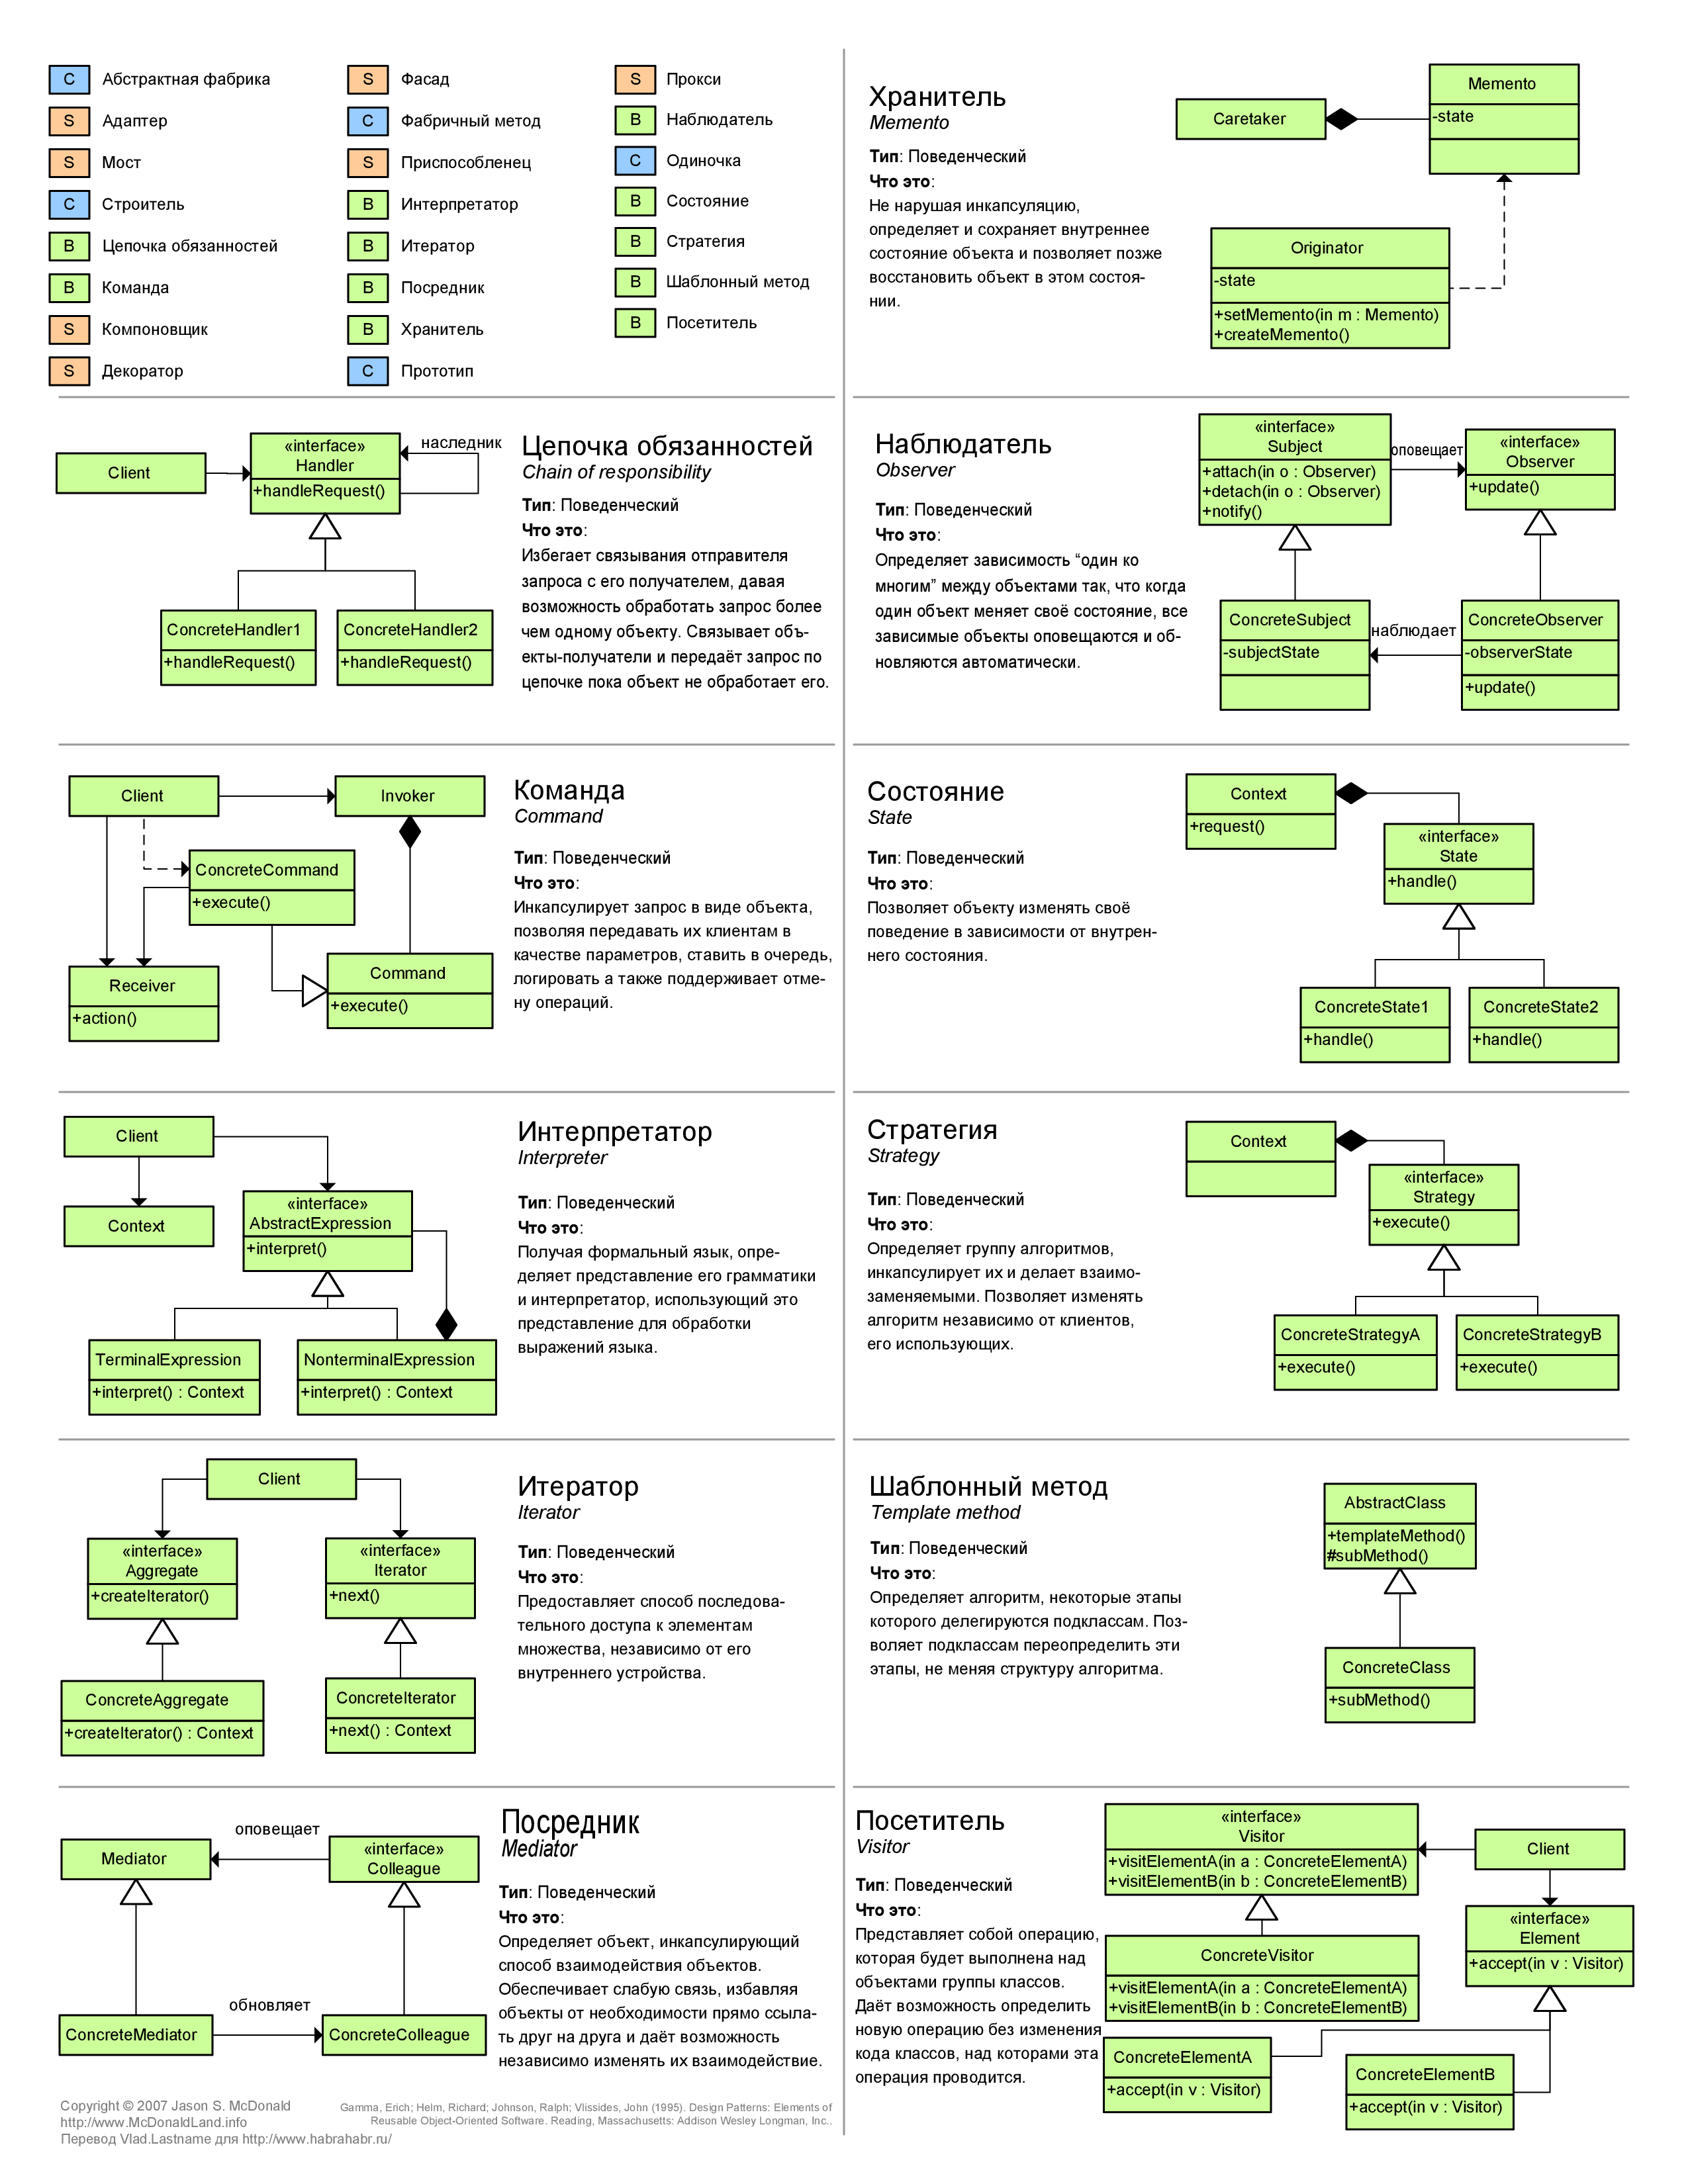 C Абстрактная фабрика
S Адаптер
S Мост
C Строитель
B Цепочка обязанностей
B Команда
S Компоновщик
S Декоратор
S Фасад
C Фабричный метод
S Приспособленец
B Интерпретатор
B Итератор
B Посредник
B Хранитель
C Прототип
S Прокси
B Наблюдатель
C Одиночка
B Состояние
B Стратегия
B Шаблонный метод
B Посетитель
Client
«interface»
Handler
+handleRequest()
наследник
ConcreteHandler1
+handleRequest()
ConcreteHandler2
+handleRequest()
Цепочка обязанностей
Chain of responsibility
Тип: Поведенческий
Что это:
Избегает связывания отправителя
запроса с его получателем, давая
возможность обработать запрос более
чем одному объекту. Связывает объ-
екты-получатели и передаёт запрос по
цепочке пока объект не обработает его.
Client
Invoker
ConcreteCommand
+execute()
Receiver
+action()
Command
+execute()
Команда
Command
Тип: Поведенческий
Что это:
Инкапсулирует запрос в виде объекта,
позволяя передавать их клиентам в
качестве параметров, ставить в очередь,
логировать а также поддерживает отме-
ну операций.
Client
Context
«interface»
AbstractExpression
+interpret()
TerminalExpression
+interpret() : Context
NonterminalExpression
+interpret() : Context
Интерпретатор
Interpreter
Тип: Поведенческий
Что это:
Получая формальный язык, опре-
деляет представление его грамматики
и интерпретатор, использующий это
представление для обработки
выражений языка.
Client
«interface»
Aggregate
+createIterator()
«interface»
Iterator
+next()
ConcreteAggregate
+createIterator() : Context
ConcreteIterator
+next() : Context
Итератор
Iterator
Тип: Поведенческий
Что это:
Предоставляет способ последова-
тельного доступа к элементам
множества, независимо от его
внутреннего устройства.
Mediator
оповещает
«interface»
Colleague
ConcreteMediator
обновляет
ConcreteColleague
Посредник
Mediator
Тип: Поведенческий
Что это:
Определяет объект, инкапсулирующий
способ взаимодействия объектов.
Обеспечивает слабую связь, избавляя
объекты от необходимости прямо ссыла-
ть друг на друга и даёт возможность
независимо изменять их взаимодействие.
Copyright © 2007 Jason S. McDonald
http://www.McDonaldLand.info
Перевод Vlad.Lastname для http://www.habrahabr.ru/
Gamma, Erich; Helm, Richard; Johnson, Ralph; Vlissides, John (1995). Design Patterns: Elements of
Reusable Object-Oriented Software. Reading, Massachusetts: Addison Wesley Longman, Inc..
Хранитель
Memento
Тип: Поведенческий
Что это:
Не нарушая инкапсуляцию,
определяет и сохраняет внутреннее
состояние объекта и позволяет позже
восстановить объект в этом состоя-
нии.
Caretaker
Memento
-state
Originator
-state
+setMemento(in m : Memento)
+createMemento()
Наблюдатель
Observer
Тип: Поведенческий
Что это:
Определяет зависимость “один ко
многим” между объектами так, что когда
один объект меняет своё состояние, все
зависимые объекты оповещаются и об-
новляются автоматически.
«interface»
Subject
+attach(in o : Observer)
+detach(in o : Observer)
+notify()
оповещает
«interface»
Observer
+update()
ConcreteSubject
-subjectState
наблюдает
ConcreteObserver
-observerState
+update()
Состояние
State
Тип: Поведенческий
Что это:
Позволяет объекту изменять своё
поведение в зависимости от внутрен-
него состояния.
Context
+request()
«interface»
State
+handle()
ConcreteState1
+handle()
ConcreteState2
+handle()
Стратегия
Strategy
Тип: Поведенческий
Что это:
Определяет группу алгоритмов,
инкапсулирует их и делает взаимо-
заменяемыми. Позволяет изменять
алгоритм независимо от клиентов,
его использующих.
Context
«interface»
Strategy
+execute()
ConcreteStrategyA
+execute()
ConcreteStrategyB
+execute()
Шаблонный метод
Template method
Тип: Поведенческий
Что это:
Определяет алгоритм, некоторые этапы
которого делегируются подклассам. Поз-
воляет подклассам переопределить эти
этапы, не меняя структуру алгоритма.
AbstractClass
+templateMethod()
#subMethod()
ConcreteClass
+subMethod()
Посетитель
Visitor
Тип: Поведенческий
Что это:
Представляет собой операцию,
которая будет выполнена над
объектами группы классов.
Даёт возможность определить
новую операцию без изменения
кода классов, над которыми эта
операция проводится.
«interface»
Visitor
+visitElementA(in a : ConcreteElementA)
+visitElementB(in b : ConcreteElementB)
Client
«interface»
Element
+accept(in v : Visitor)
ConcreteVisitor
+visitElementA(in a : ConcreteElementA)
+visitElementB(in b : ConcreteElementB)
ConcreteElementA
+accept(in v : Visitor)
ConcreteElementB
+accept(in v : Visitor)